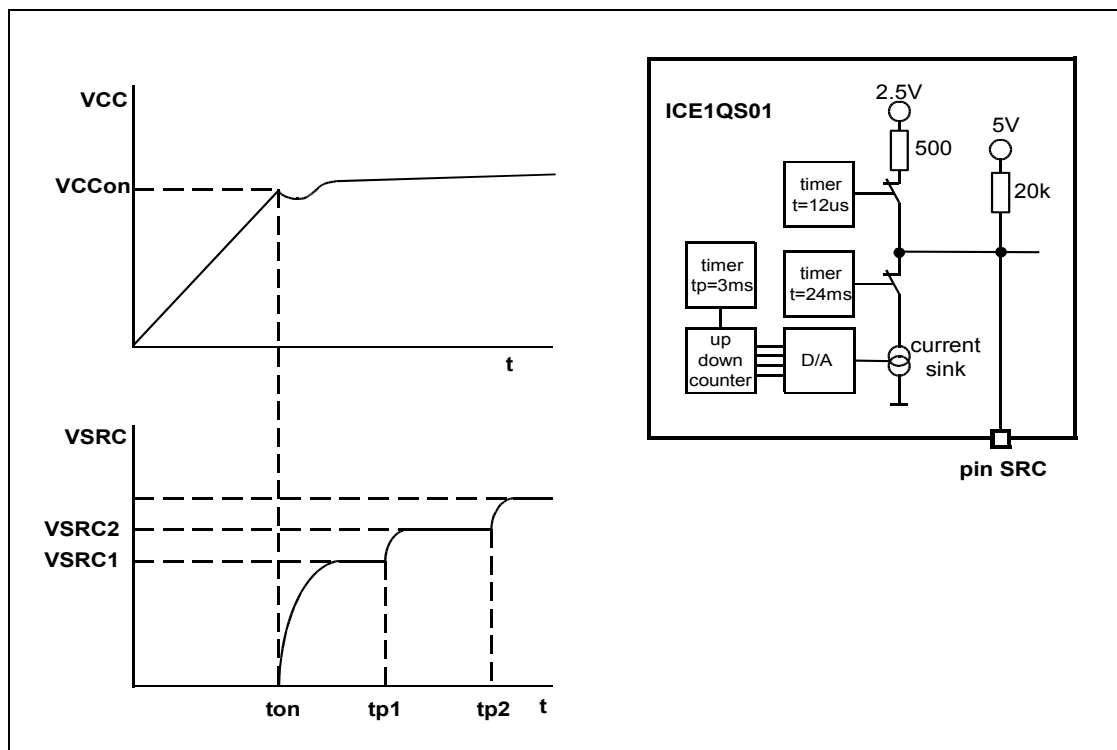 VCC
VCCon
t
VSRC
VSRC2
VSRC1
ton
tp1
tp2
t
ICE1QS01
2.5V
500
5V
20k
timer
t=12us
timer
tp=3ms
timer
t=24ms
up
down
counter
D/A
current
sink
pin SRC